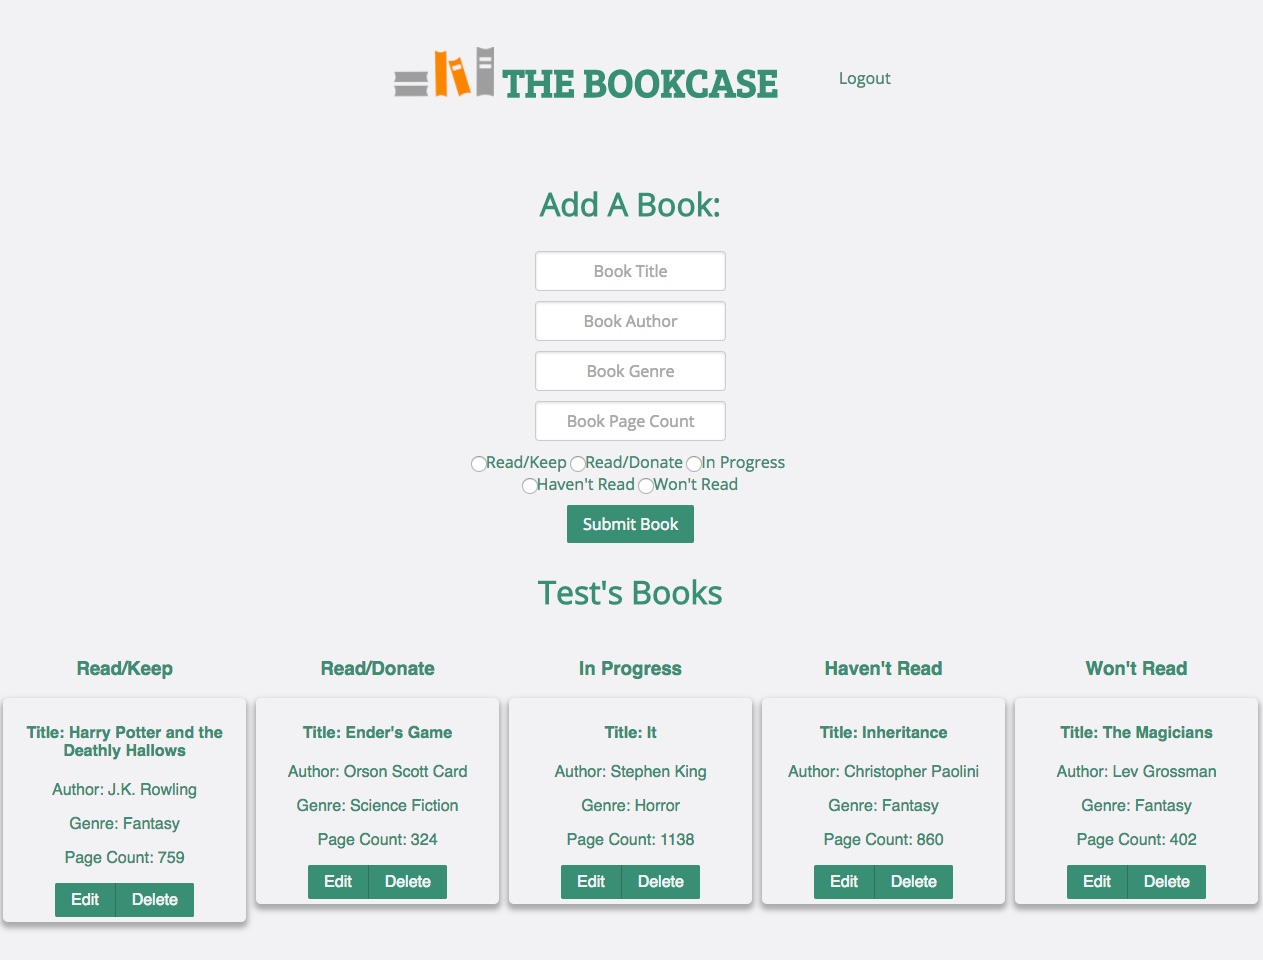 THE BOOKCASE
Logout
Add A Book:
Book Title
Book Author
Book Genre
Book Page Count
Read/Keep Read/Donate In Progress
Haven't Read Won't Read
Submit Book
Test's Books
Read/Keep
Title: Harry Potter and the
Deathly Hallows
Author: J.K. Rowling
Genre: Fantasy
Page Count: 759
Edit Delete
Read/Donate
Title: Ender's Game
Author: Orson Scott Card
Genre: Science Fiction
Page Count: 324
Edit Delete
In Progress
Title: It
Author: Stephen King
Genre: Horror
Page Count: 1138
Edit Delete
Haven't Read
Title: Inheritance
Author: Christopher Paolini
Genre: Fantasy
Page Count: 860
Edit Delete
Won't Read
Title: The Magicians
Author: Lev Grossman
Genre: Fantasy
Page Count: 402
Edit Delete